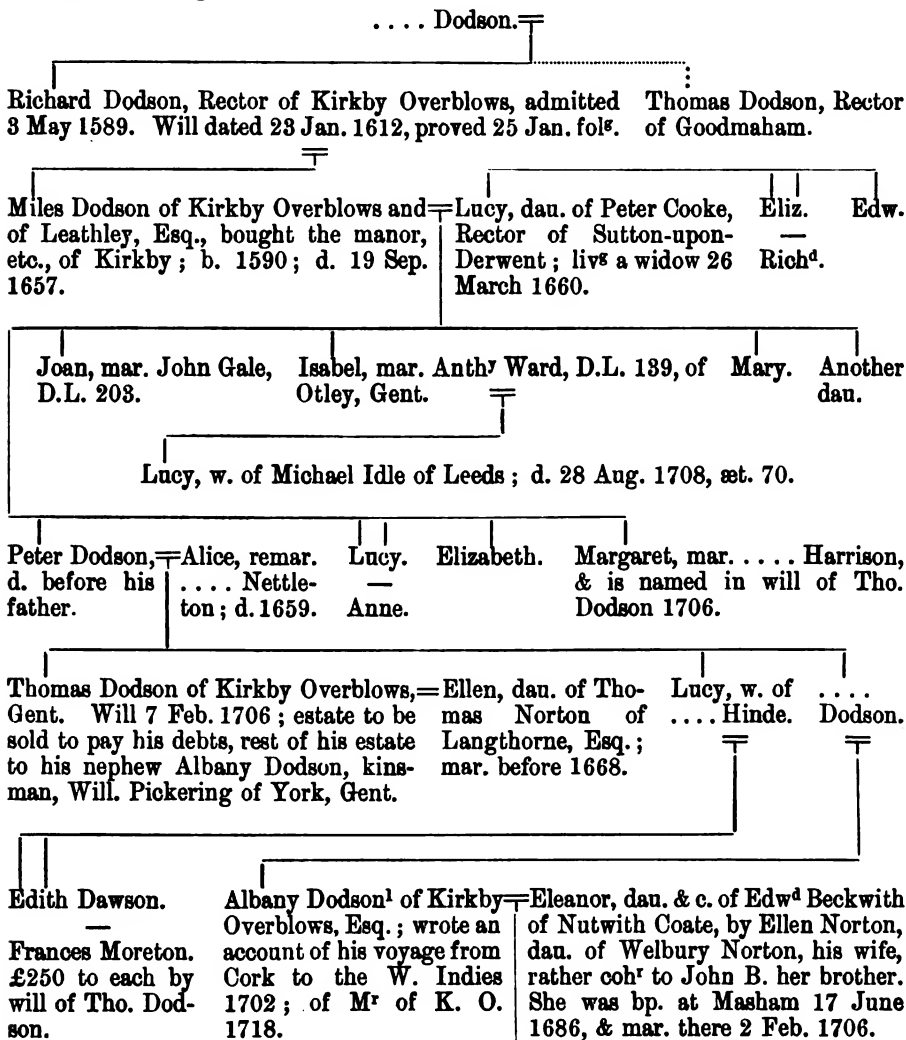 .... Dodson.
Richard Dodson, Rector of Kirkby Overblows, admitted
3 May 1589. Will dated 23 Jan. 1612, proved 25 Jan. folᵍ.
Thomas Dodson, Rector
of Goodmaham.
Miles Dodson of Kirkby Overblows and
of Leathley, Esq., bought the manor,
etc., of Kirkby; b. 1590; d. 19 Sep.
1657.
Lucy, dau. of Peter Cooke,
Rector of Sutton-upon-
Derwent; livᵍ a widow 26
March 1660.
Eliz.
—
Richᵈ.
Edw.
Joan, mar. John Gale,
D.L. 203.
Isabel, mar. Anthʸ Ward, D.L. 139, of
Otley, Gent.
Mary.
Another
dau.
Lucy, w. of Michael Idle of Leeds; d. 28 Aug. 1708, æt. 70.
Peter Dodson,
d. before his
father.
Alice, remar.
.... Nettle-
ton; d. 1659.
Lucy.
—
Anne.
Elizabeth.
Margaret, mar. ..... Harrison,
& is named in will of Tho.
Dodson 1706.
Thomas Dodson of Kirkby Overblows,
Gent. Will 7 Feb. 1706; estate to be
sold to pay his debts, rest of his estate
to his nephew Albany Dodson, kins-
man, Will. Pickering of York, Gent.
Ellen, dau. of Tho-
mas Norton of
Langthorne, Esq.;
mar. before 1668.
Lucy, w. of
.... Hinde.
....
Dodson.
Edith Dawson.
—
Frances Moreton.
£250 to each by
will of Tho. Dod-
son.
Albany Dodson¹ of Kirkby
Overblows, Esq.; wrote an
account of his voyage from
Cork to the W. Indies
1702; of Mʳ of K. O.
1718.
Eleanor, dau. & c. of Edwᵈ Beckwith
of Nutwith Coate, by Ellen Norton,
dau. of Welbury Norton, his wife,
rather cohʳ to John B. her brother.
She was bp. at Masham 17 June
1686, & mar. there 2 Feb. 1706.